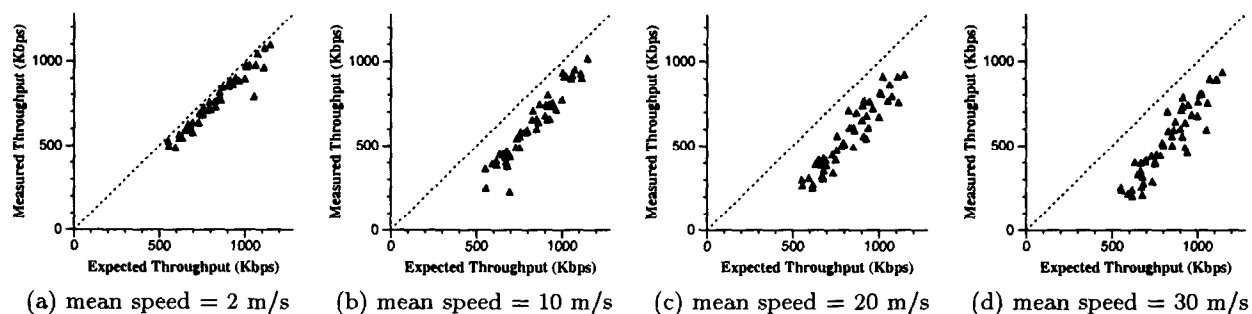 Measured Throughput (Kbps)
1000
500
0
0
500
1000
Expected Throughput (Kbps)
(a) mean speed = 2 m/s
Measured Throughput (Kbps)
1000
500
0
0
500
1000
Expected Throughput (Kbps)
(b) mean speed = 10 m/s
Measured Throughput (Kbps)
1000
500
0
0
500
1000
Expected Throughput (Kbps)
(c) mean speed = 20 m/s
Measured Throughput (Kbps)
1000
500
0
0
500
1000
Expected Throughput (Kbps)
(d) mean speed = 30 m/s